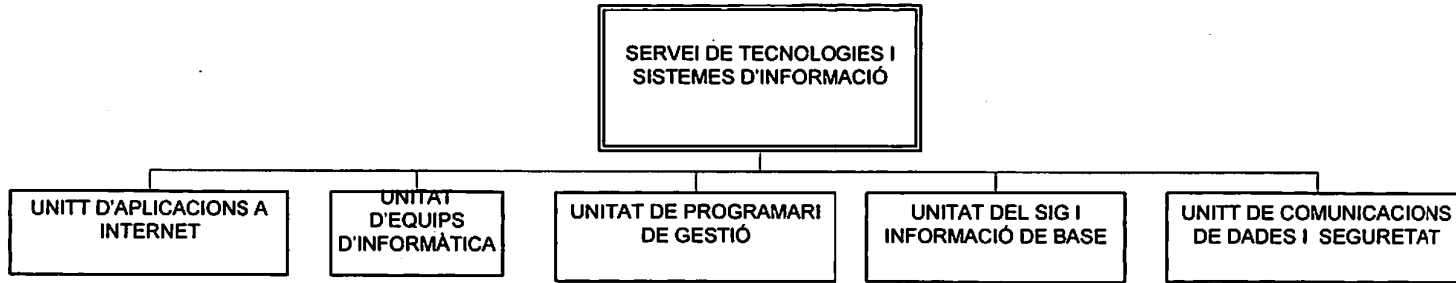 SERVEI DE TECNOLOGIES I
SISTEMES D'INFORMACIÓ
UNITT D'APLICACIONS A
INTERNET
UNITAT
D'EQUIPS
D'INFORMÀTICA
UNITAT DE PROGRAMARI
DE GESTIÓ
UNITAT DEL SIG I
INFORMACIÓ DE BASE
UNITT DE COMUNICACIONS
DE DADES I SEGURETAT